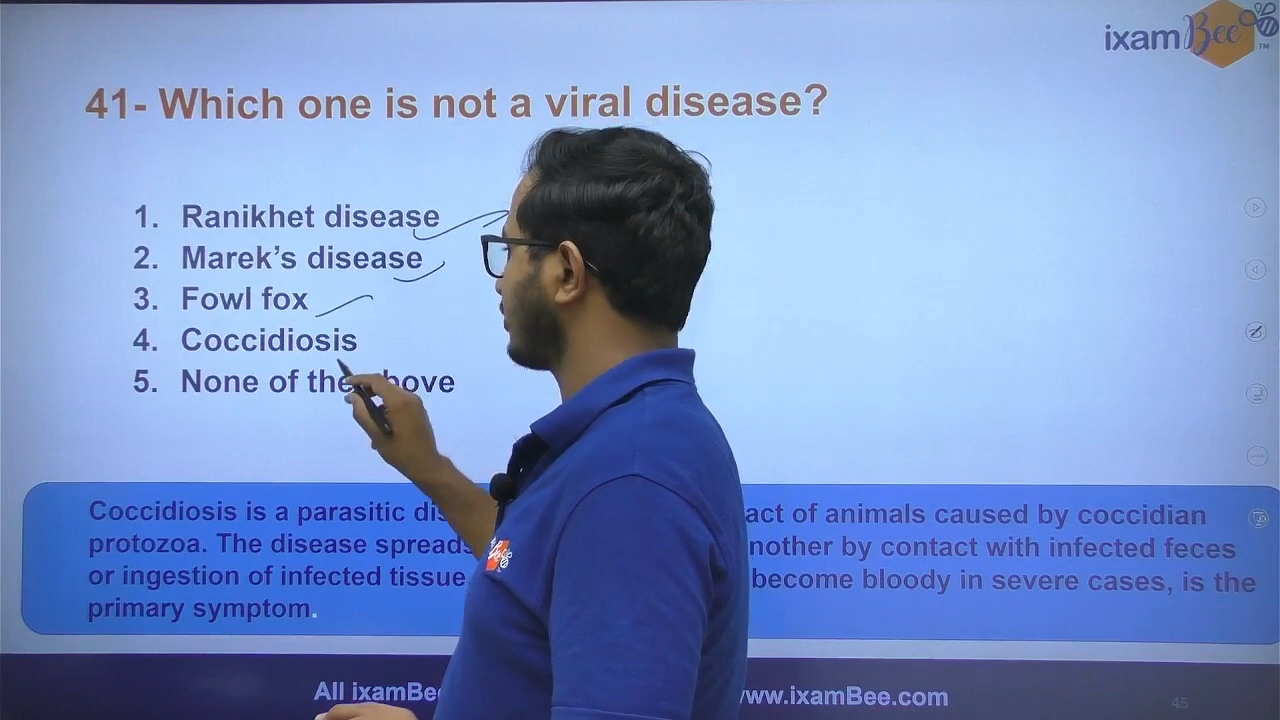 ixamBee TM
41- Which one is not a viral disease?
1. Ranikhet disease
2. Marek's disease
3. Fowl fox
4. Coccidiosis
5. None of the above
Coccidiosis is a parasitic act of animals caused by coccidian
protozoa. The disease spreads by contact with infected feces
or ingestion of infected tissue become bloody in severe cases, is the
primary symptom.
All www.ixamBee.com
45